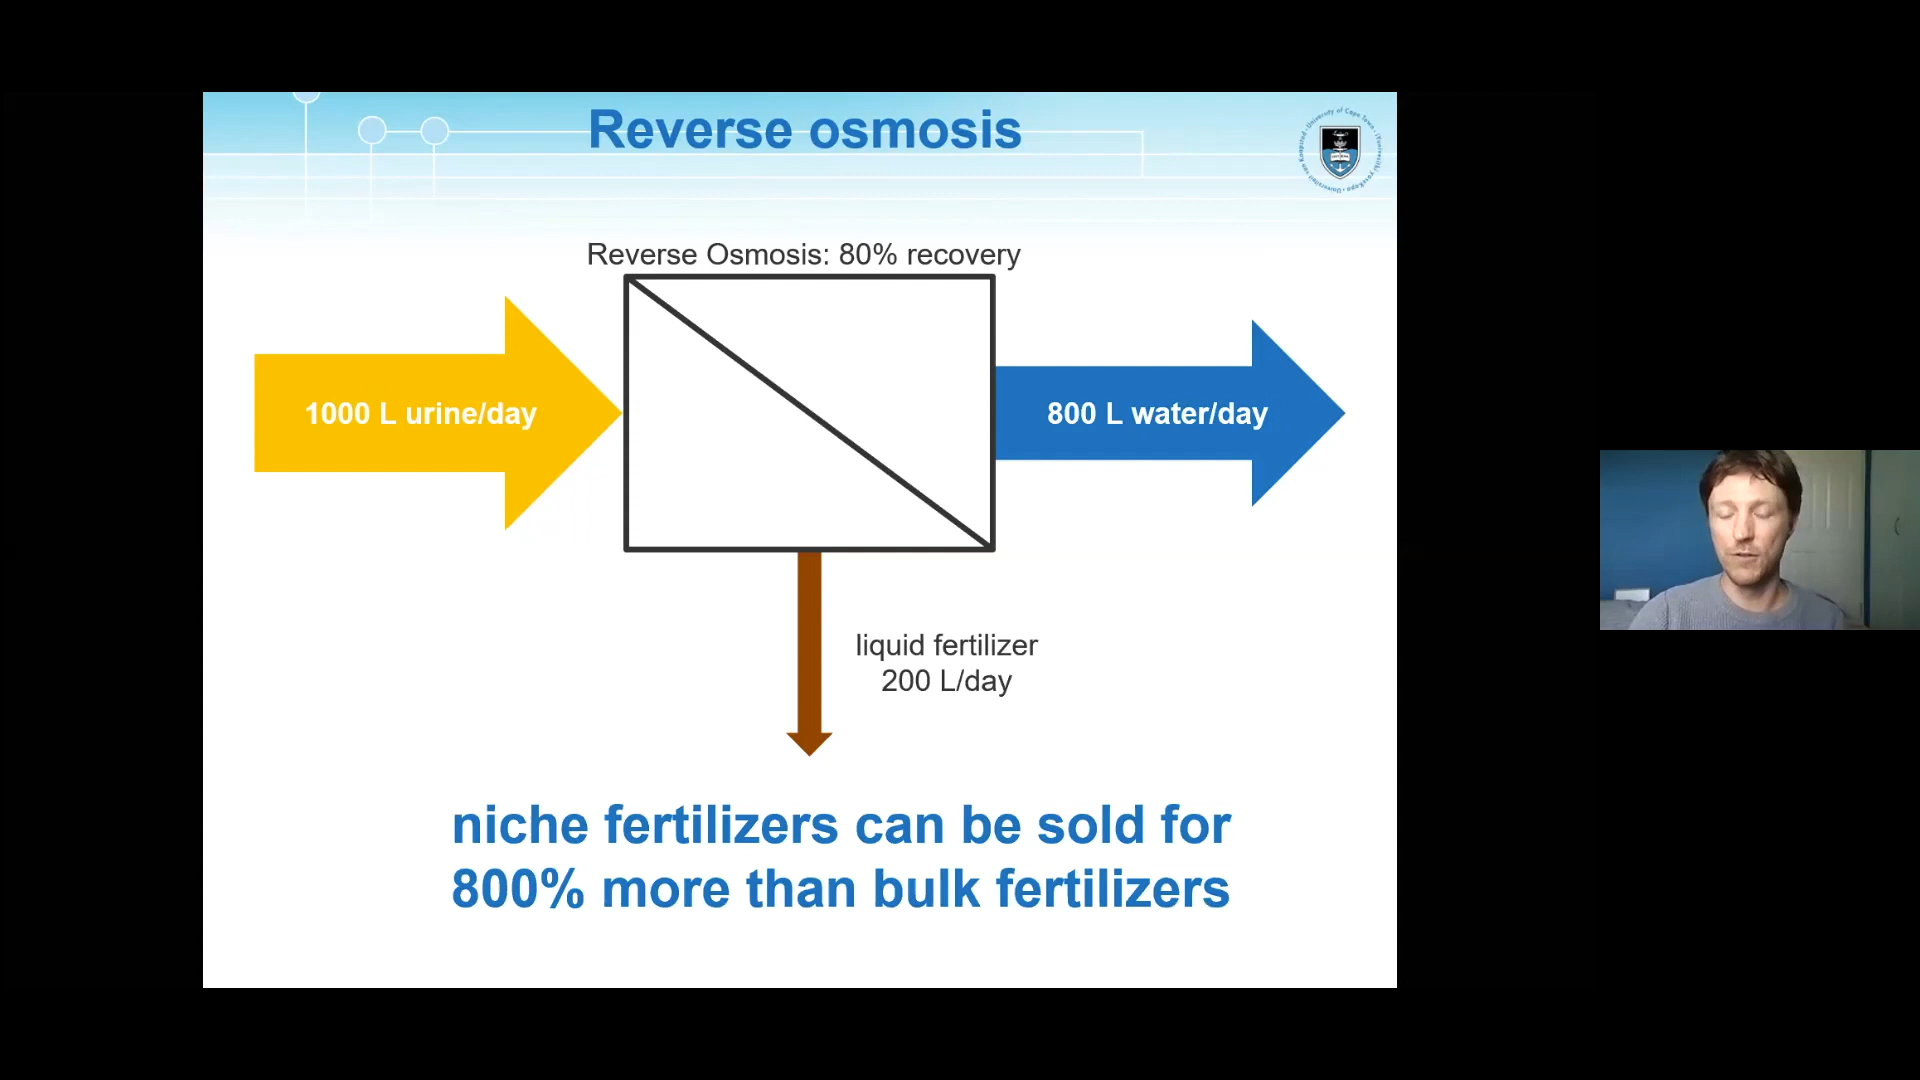 Reverse osmosis
Reverse Osmosis: 80% recovery
1000 L urine/day
800 L water/day
liquid fertilizer
200 L/day
niche fertilizers can be sold for
800% more than bulk fertilizers